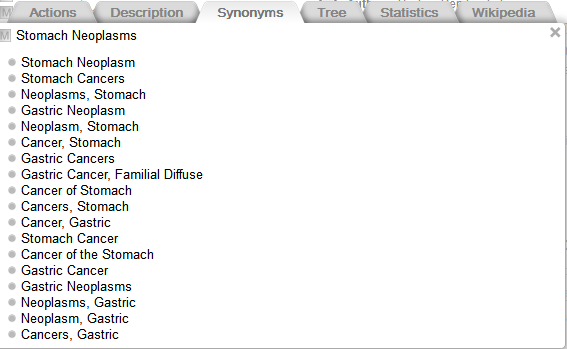 M Actions Description Synonyms Tree Statistics Wikipedia
M Stomach Neoplasms
Stomach Neoplasm
Stomach Cancers
Neoplasms, Stomach
Gastric Neoplasm
Neoplasm, Stomach
Cancer, Stomach
Gastric Cancers
Gastric Cancer, Familial Diffuse
Cancer of Stomach
Cancers, Stomach
Cancer, Gastric
Stomach Cancer
Cancer of the Stomach
Gastric Cancer
Gastric Neoplasms
Neoplasms, Gastric
Neoplasm, Gastric
Cancers, Gastric